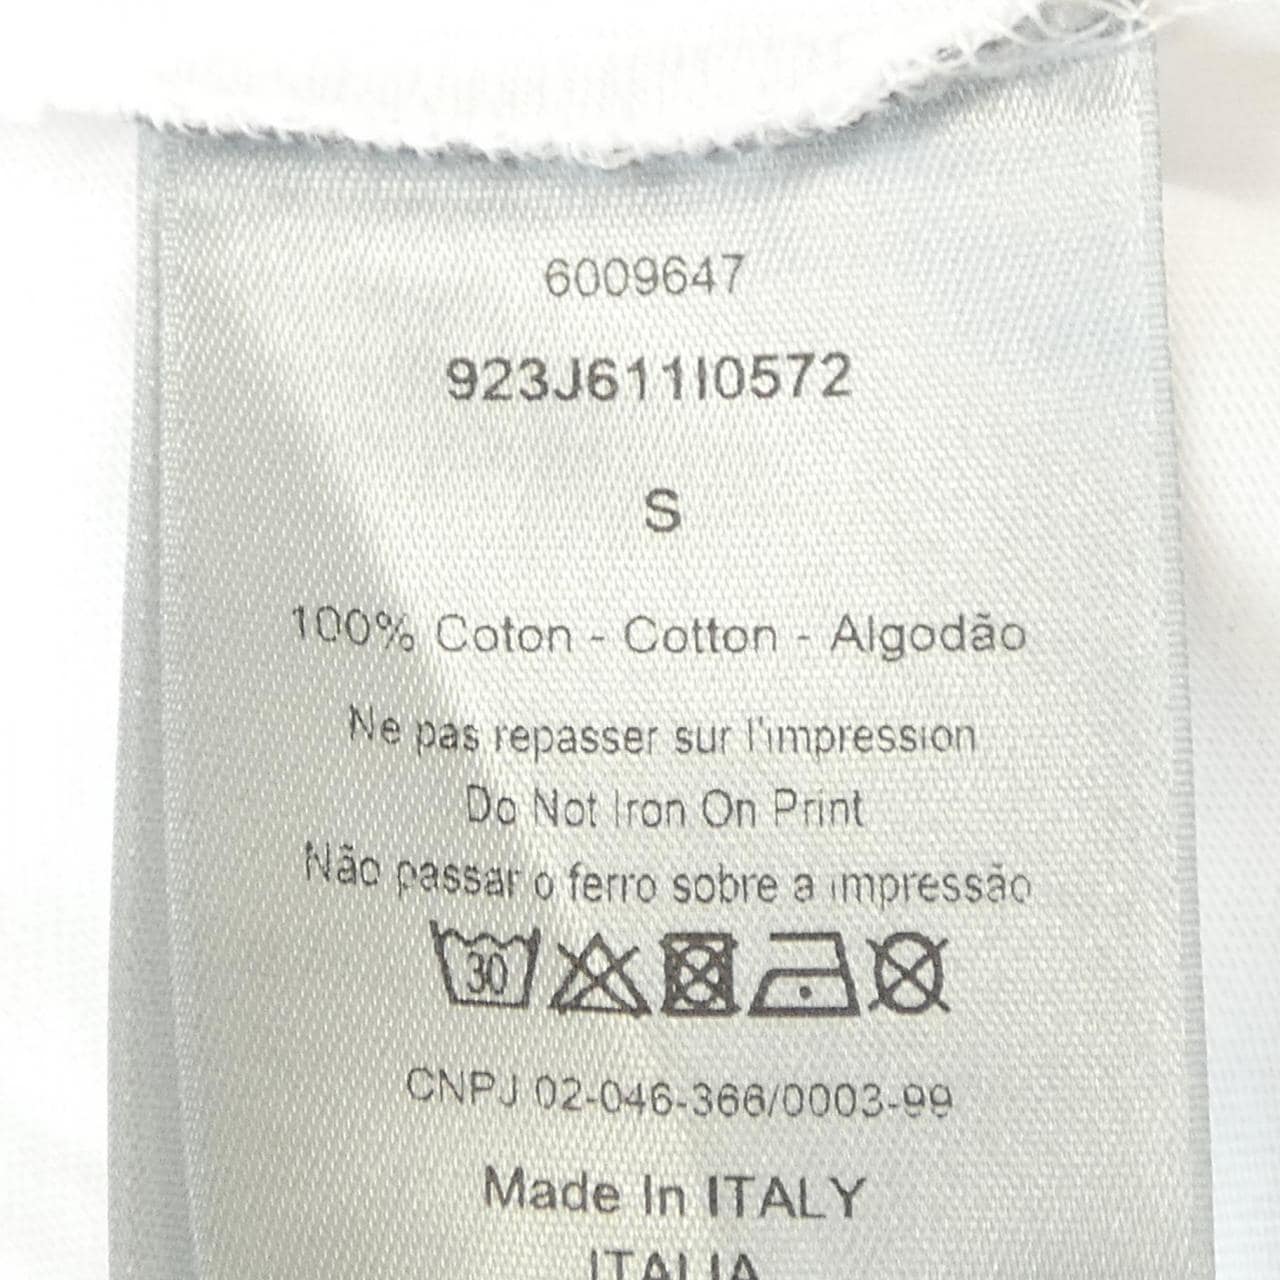 6009647
923J611I0572
S
100% Coton - Cotton - Algodão
Ne pas repasser sur l'impression
Do Not Iron On Print
Não passar o ferro sobre a impressão
30
CNPJ 02-046-366/0003-99
Made In ITALY
ITALIA